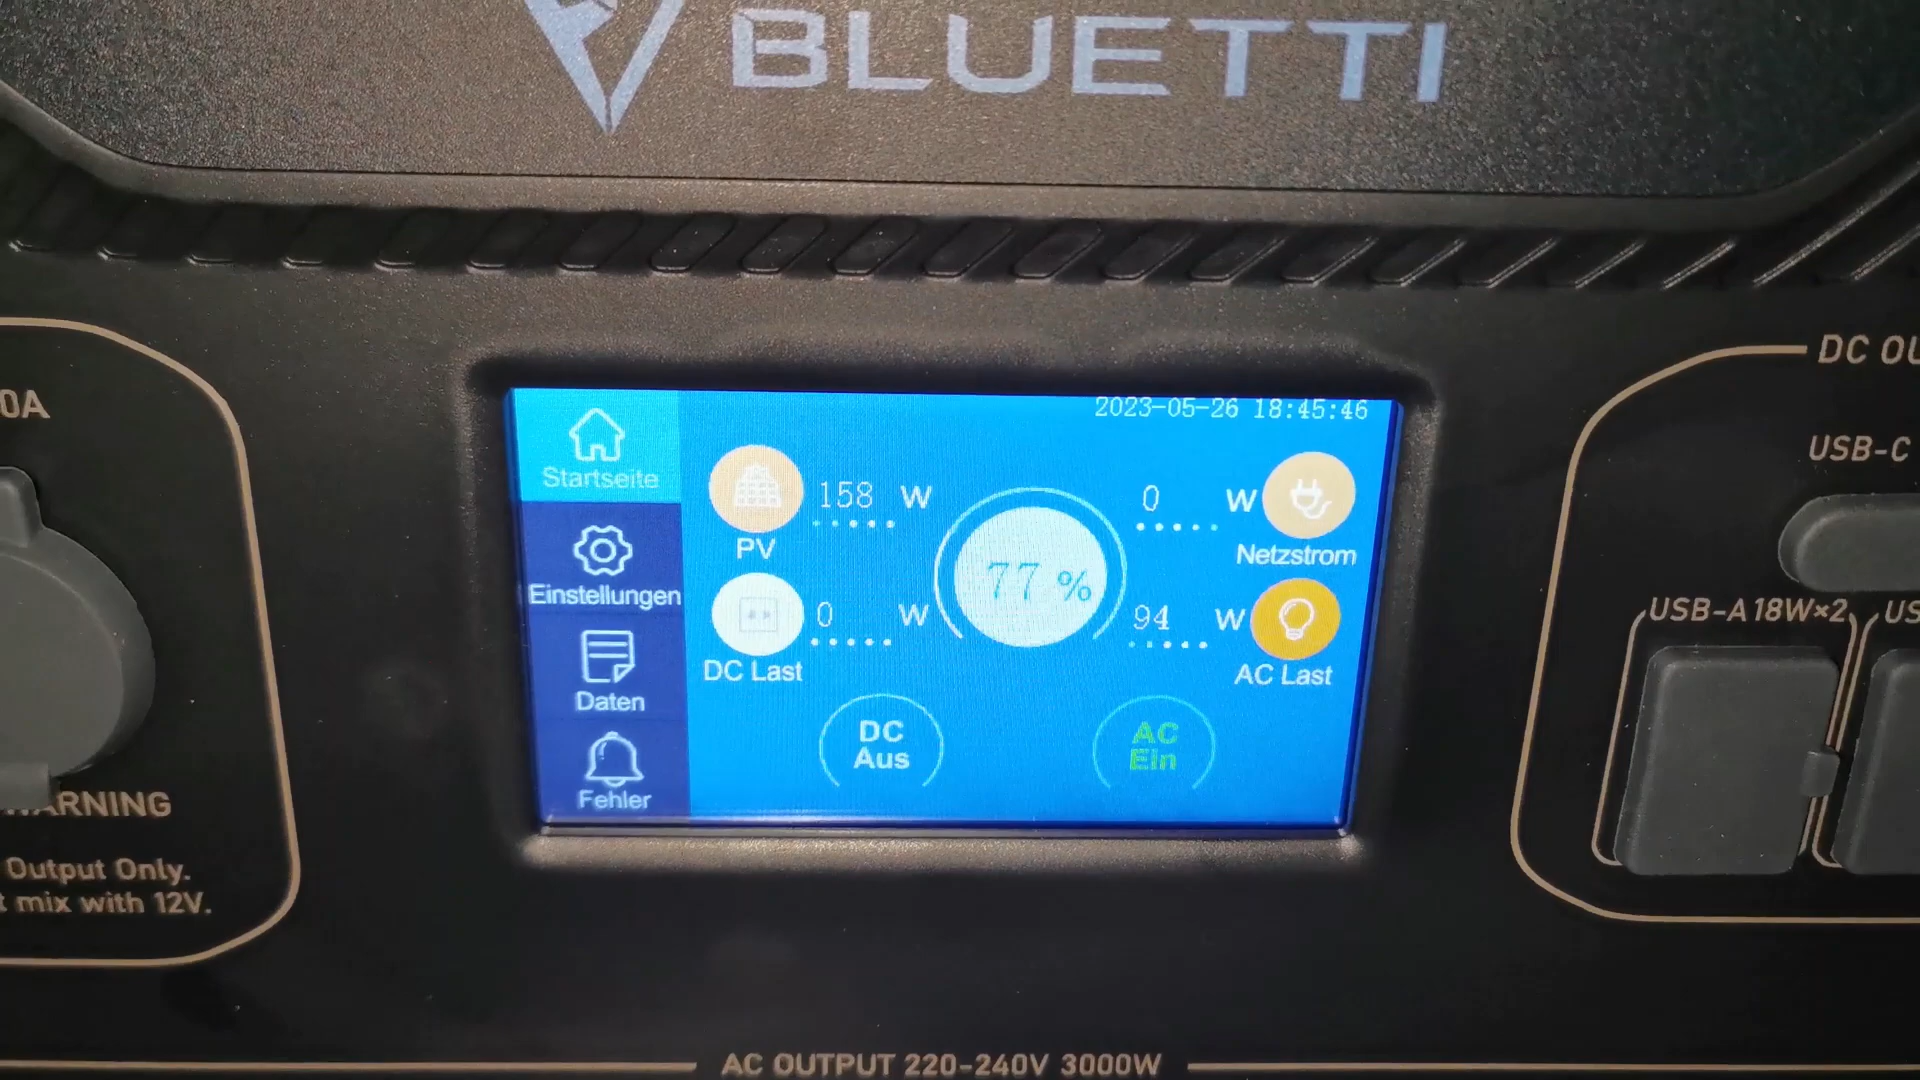 BLUETTI
0A
WARNING
Output Only.
t mix with 12V.
2023-05-26 18:45:46
Startseite
Einstellungen
Daten
Fehler
158 W
PV
0 W
DC Last
77 %
0 W
Netzstrom
94 W
AC Last
DC
Aus
AC
Ein
DC OU
USB-C
USB-A 18W×2
US
AC OUTPUT 220-240V 3000W